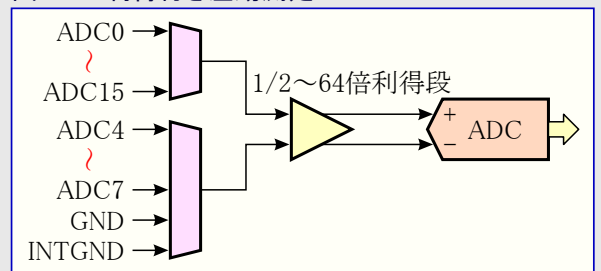 ADC0
〜
ADC15
ADC4
〜
ADC7
GND
INTGND
1/2〜64倍利得段
+
−
ADC